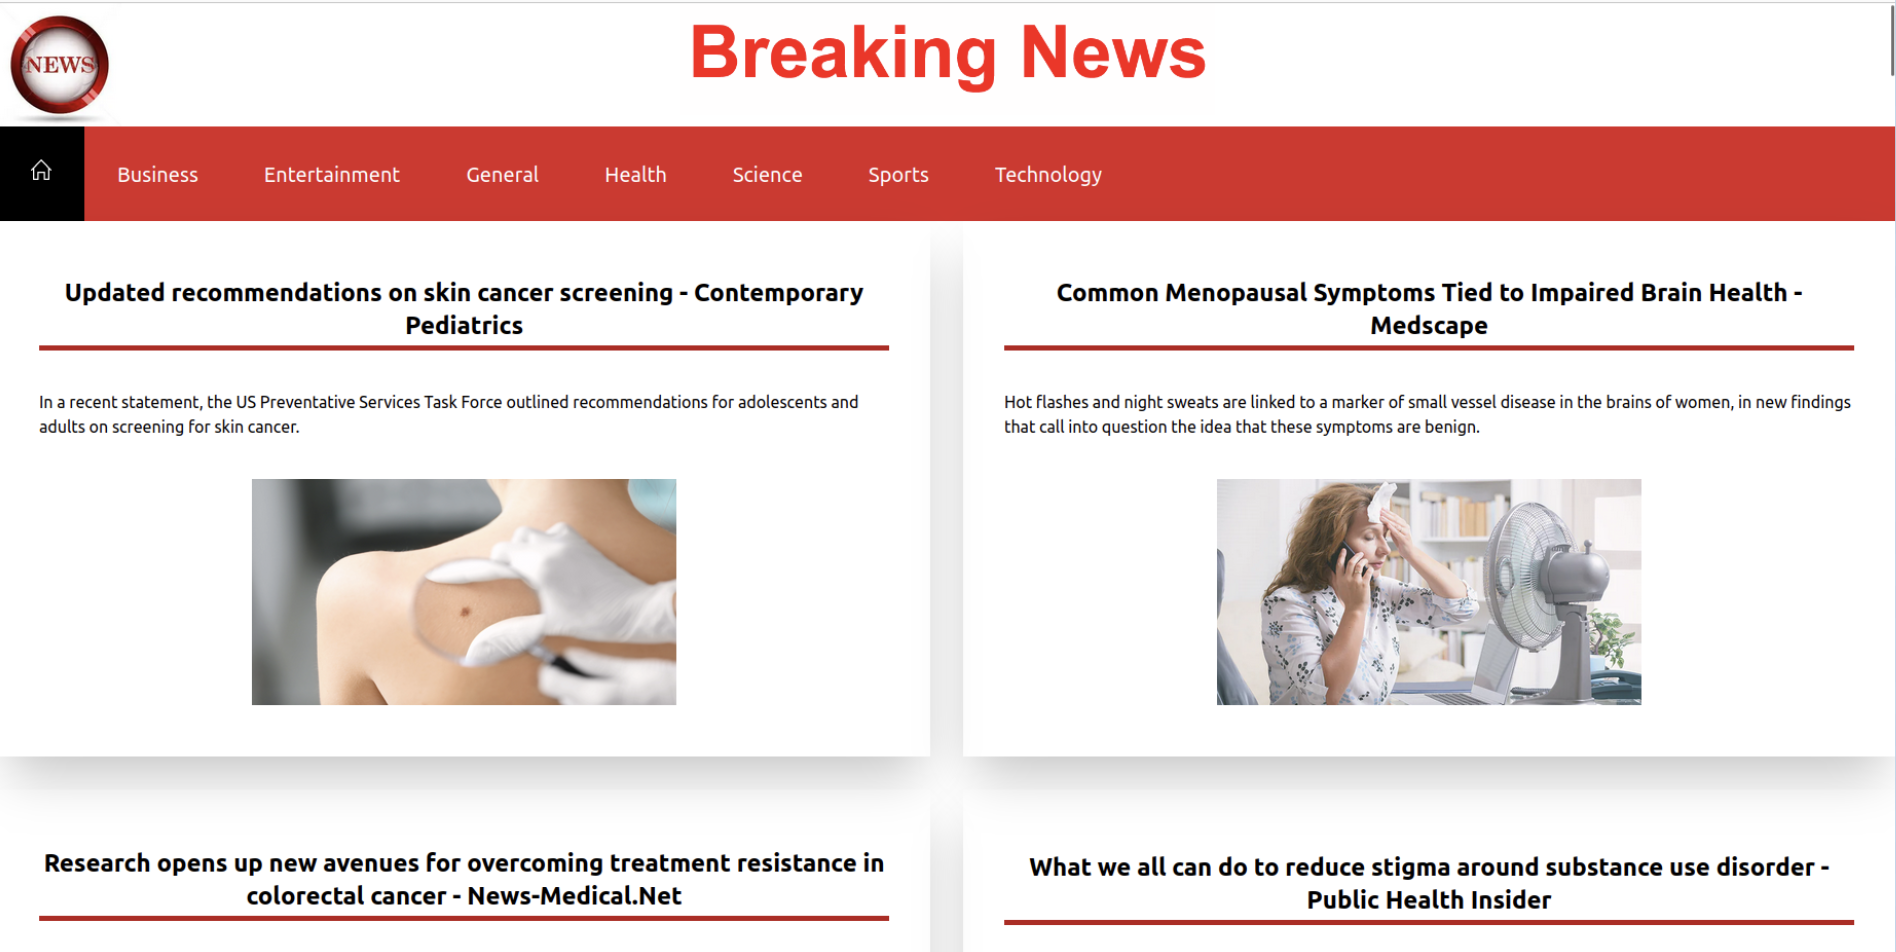 NEWS
Breaking News
Business Entertainment General Health Science Sports Technology
Updated recommendations on skin cancer screening - Contemporary
Pediatrics
In a recent statement, the US Preventative Services Task Force outlined recommendations for adolescents and
adults on screening for skin cancer.
Common Menopausal Symptoms Tied to Impaired Brain Health -
Medscape
Hot flashes and night sweats are linked to a marker of small vessel disease in the brains of women, in new findings
that call into question the idea that these symptoms are benign.
Research opens up new avenues for overcoming treatment resistance in
colorectal cancer - News-Medical.Net
What we all can do to reduce stigma around substance use disorder -
Public Health Insider